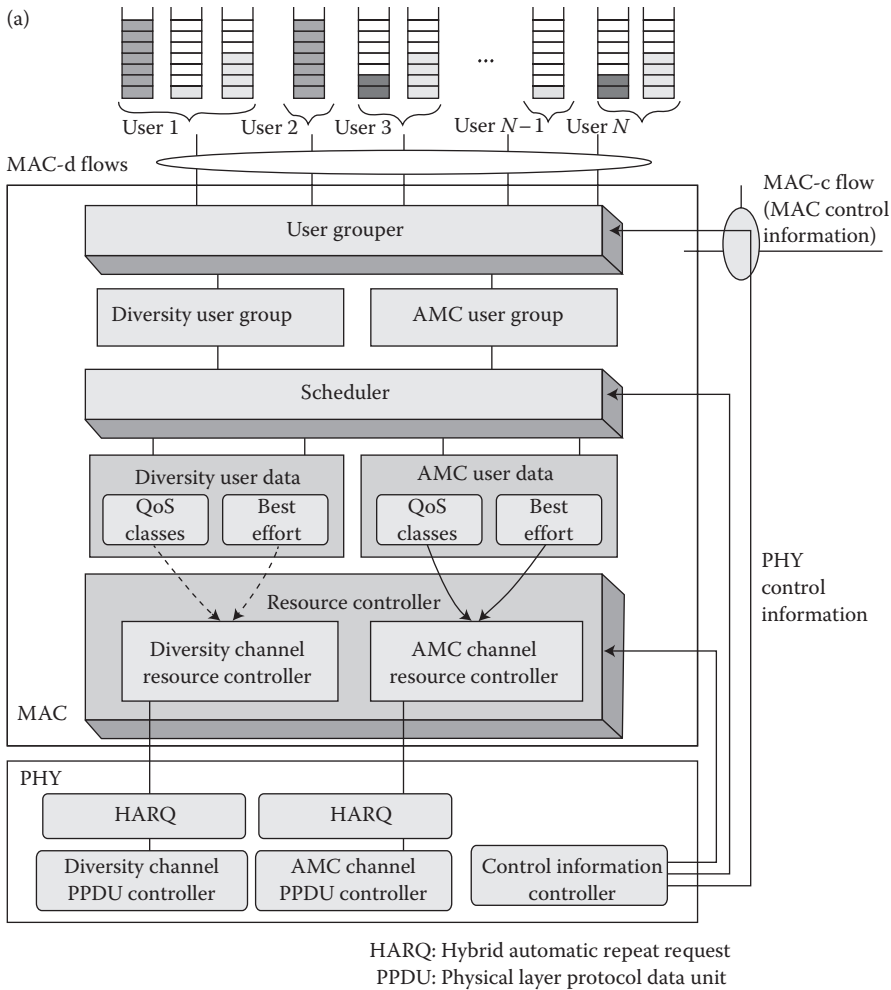 (a)
...
User 1
User 2
User 3
User N–1
User N
MAC-d flows
MAC-c flow
(MAC control
information)
User grouper
Diversity user group
AMC user group
Scheduler
Diversity user data
AMC user data
QoS
classes
Best
effort
QoS
classes
Best
effort
PHY
control
information
Resource controller
Diversity channel
resource controller
AMC channel
resource controller
MAC
PHY
HARQ
HARQ
Diversity channel
PPDU controller
AMC channel
PPDU controller
Control information
controller
HARQ: Hybrid automatic repeat request
PPDU: Physical layer protocol data unit